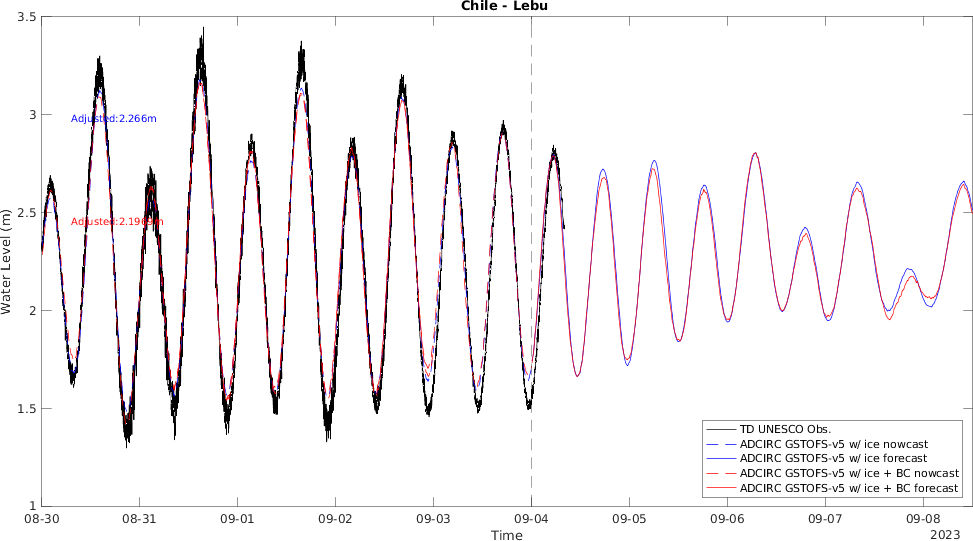 Chile - Lebu
3.5
3
2.5
2
1.5
1
Water Level (m)
Adjusted:2.266m
Adjusted:2.196
TD UNESCO Obs.
ADCIRC GSTOFS-v5 w/ ice nowcast
ADCIRC GSTOFS-v5 w/ ice forecast
ADCIRC GSTOFS-v5 w/ ice + BC nowcast
ADCIRC GSTOFS-v5 w/ ice + BC forecast
08-30 08-31 09-01 09-02 09-03 09-04 09-05 09-06 09-07 09-08
Time
2023